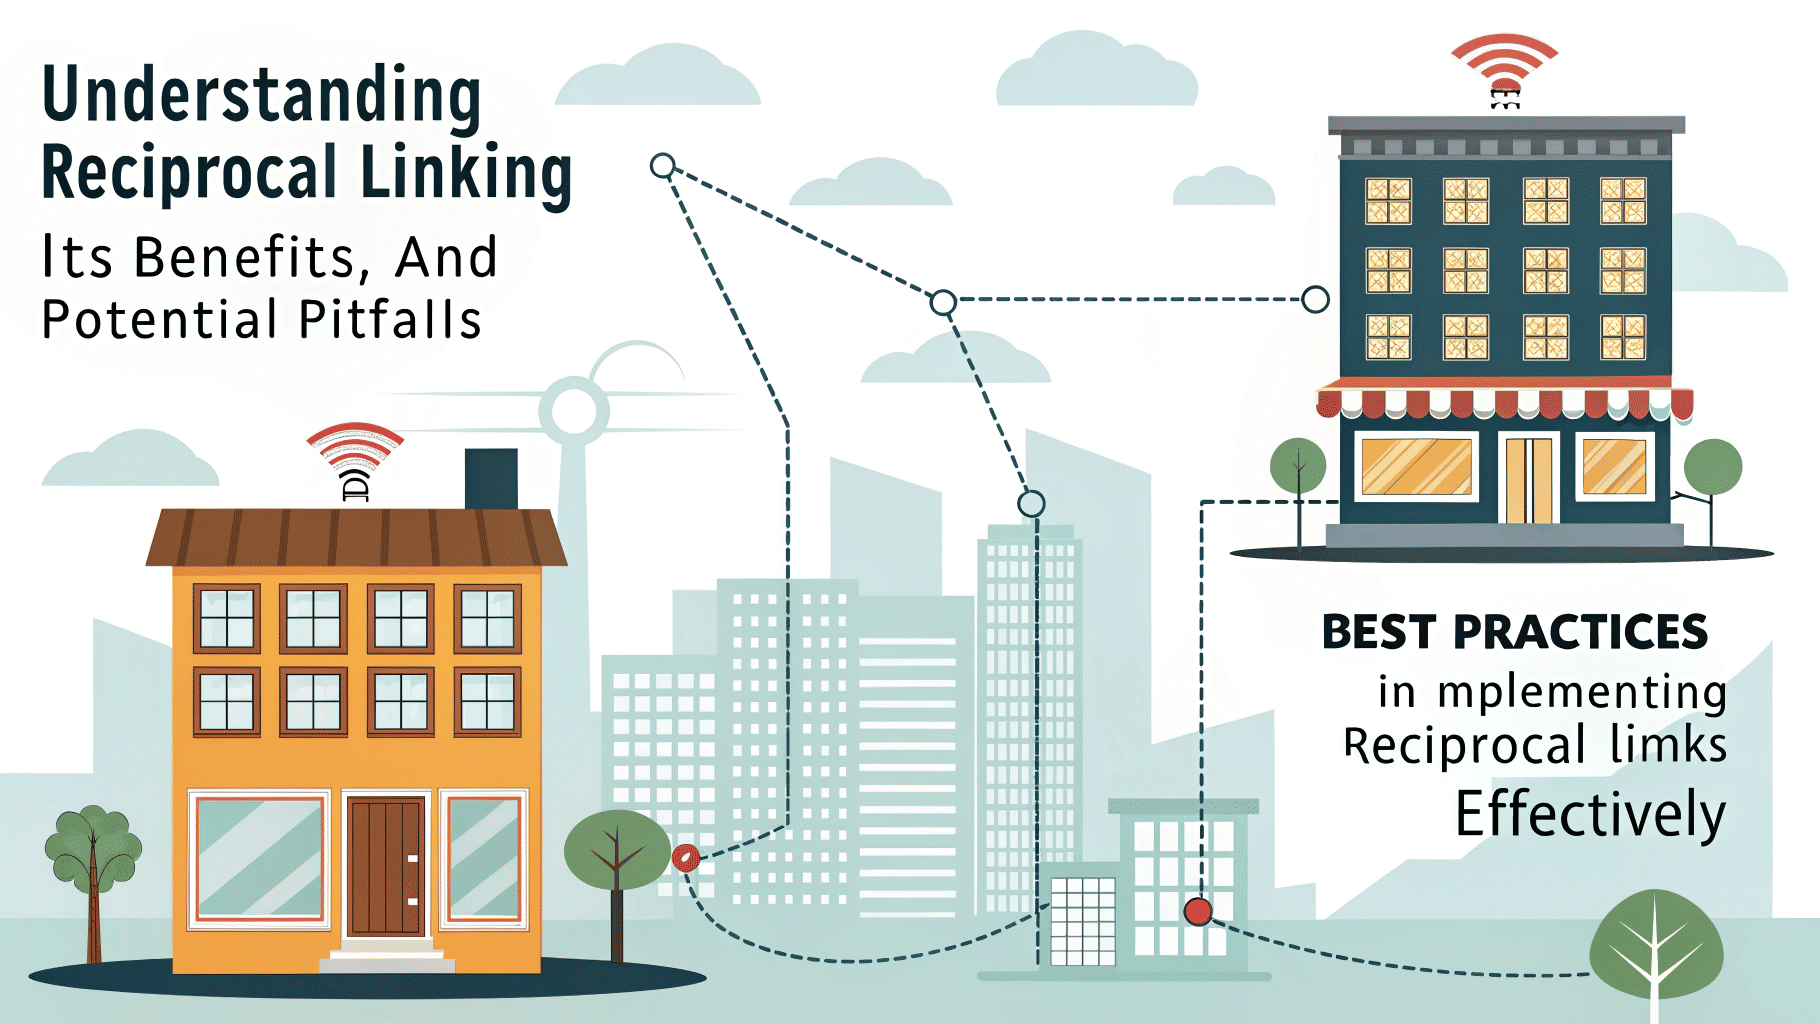 Understanding
Reciprocal Linking
Its Benefits, And
Potential Pitfalls
BEST PRACTICES
in mplementing
Reciprocal limks
Effectively